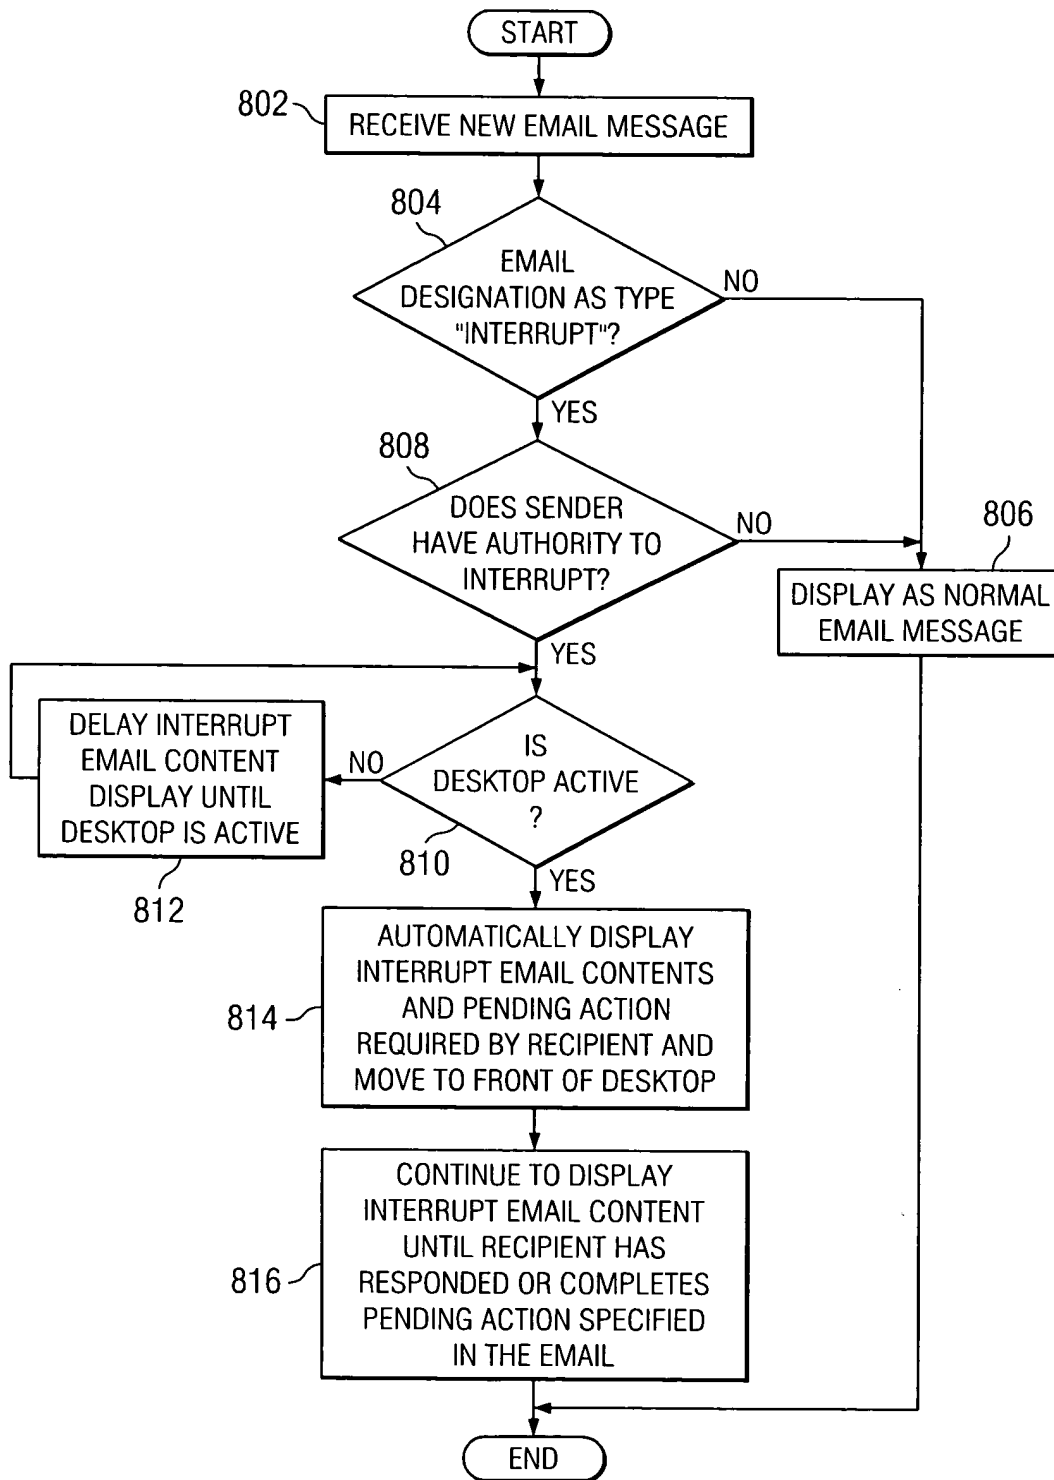 START
802
RECEIVE NEW EMAIL MESSAGE
804
EMAIL
DESIGNATION AS TYPE
"INTERRUPT"?
NO
YES
808
DOES SENDER
HAVE AUTHORITY TO
INTERRUPT?
NO
806
DISPLAY AS NORMAL
EMAIL MESSAGE
YES
DELAY INTERRUPT
EMAIL CONTENT
DISPLAY UNTIL
DESKTOP IS ACTIVE
812
NO
IS
DESKTOP ACTIVE
?
810
YES
AUTOMATICALLY DISPLAY
INTERRUPT EMAIL CONTENTS
AND PENDING ACTION
REQUIRED BY RECIPIENT AND
MOVE TO FRONT OF DESKTOP
814
CONTINUE TO DISPLAY
INTERRUPT EMAIL CONTENT
UNTIL RECIPIENT HAS
RESPONDED OR COMPLETES
PENDING ACTION SPECIFIED
IN THE EMAIL
816
END